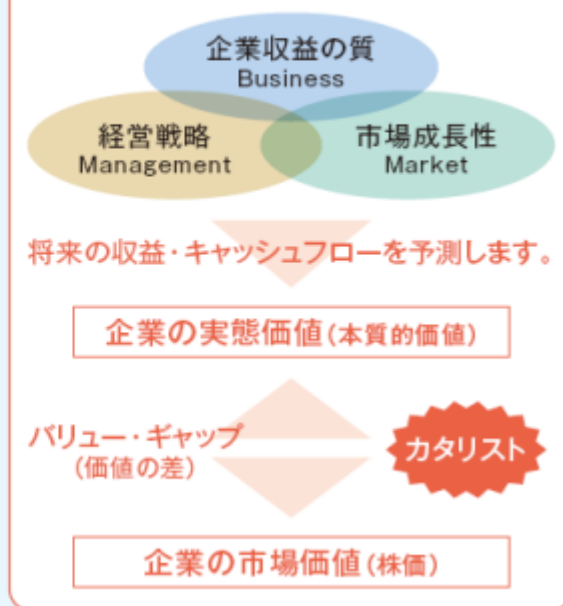 企業収益の質
Business
経営戦略
Management
市場成長性
Market
将来の収益・キャッシュフローを予測します。
企業の実態価値(本質的価値)
バリュー・ギャップ
(価値の差)
カタリスト
企業の市場価値(株価)